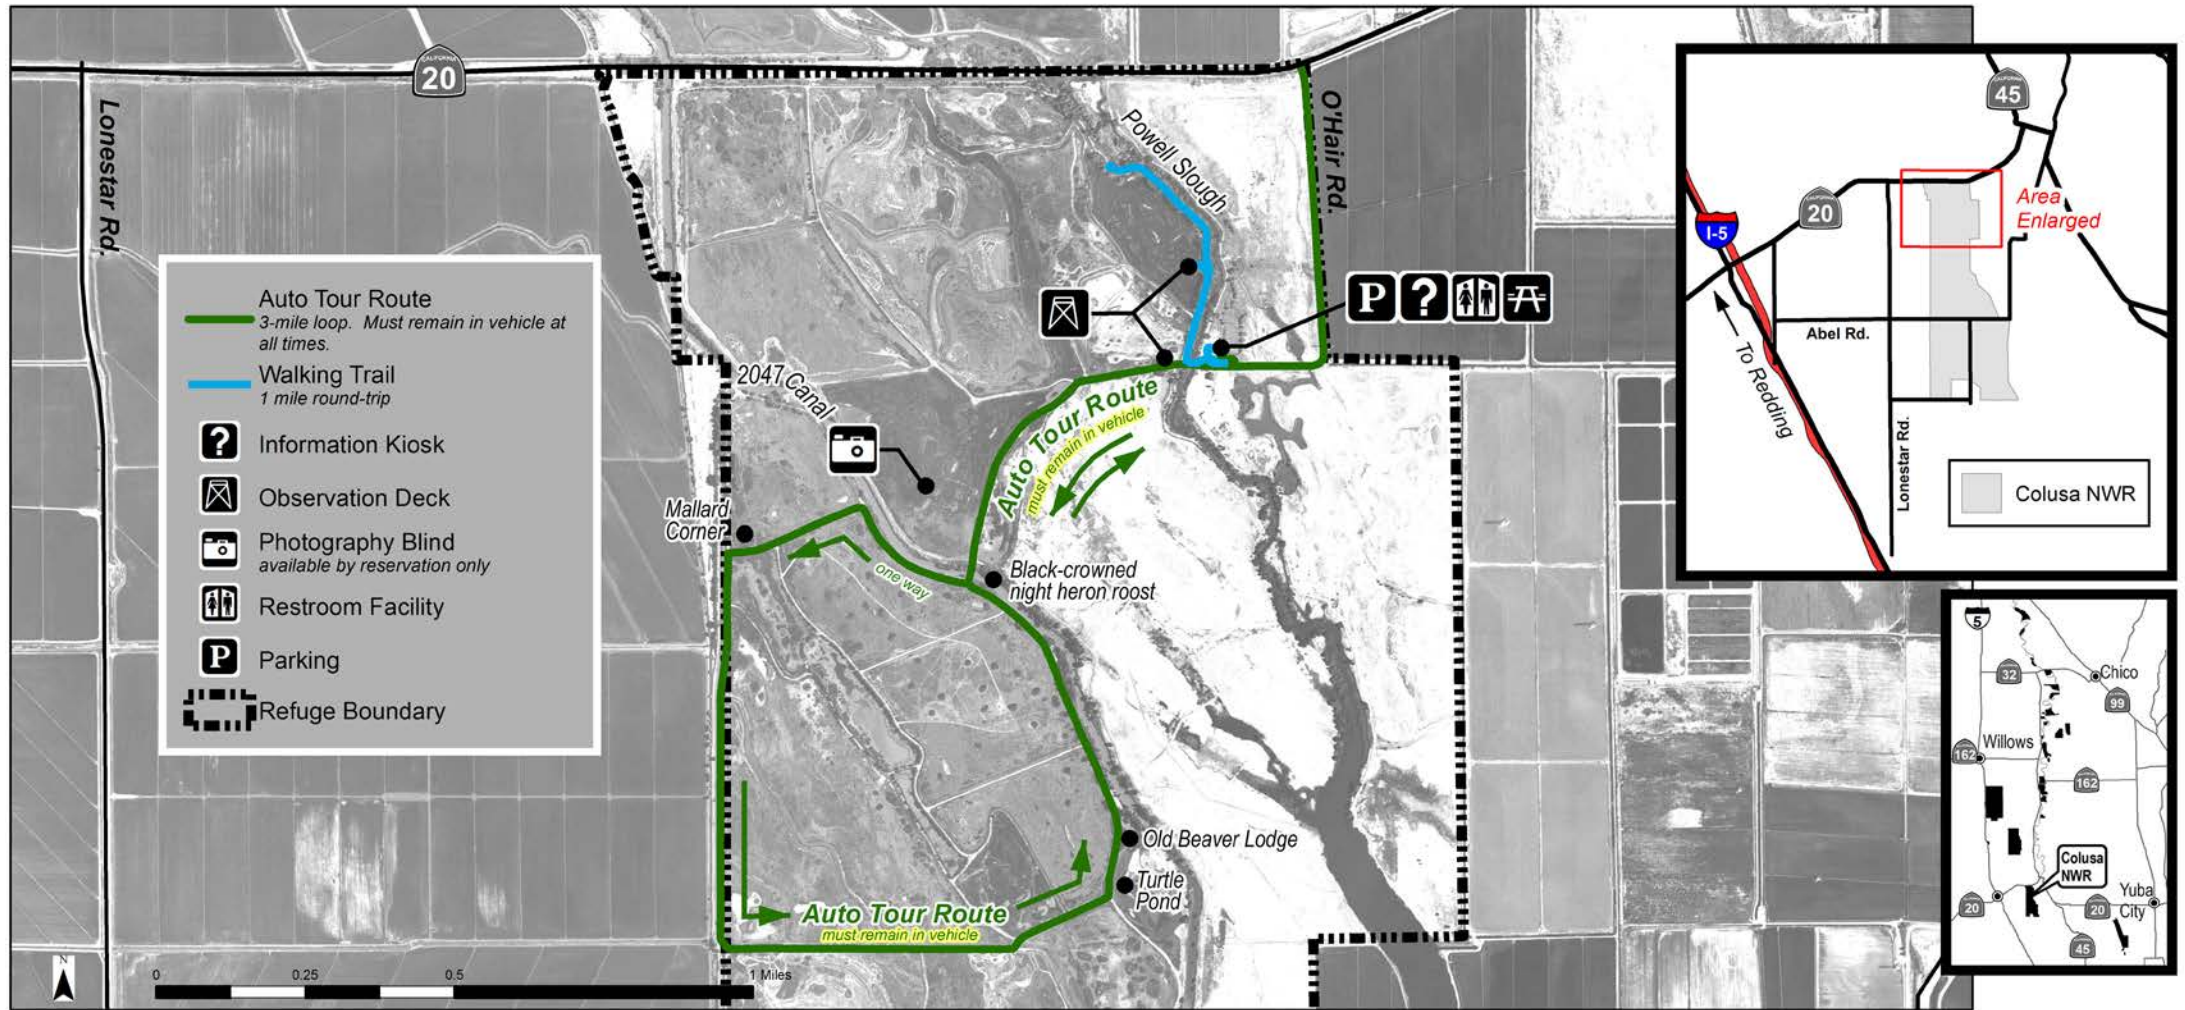 CALIFORNIA
20
Lonestar Rd.
O'Hair Rd.
Powell Slough
Auto Tour Route
3-mile loop. Must remain in vehicle at
all times.
Walking Trail
1 mile round-trip
?
Information Kiosk
Observation Deck
Photography Blind
available by reservation only
Restroom Facility
P
Parking
Refuge Boundary
P ?
2047 Canal
Auto Tour Route
must remain in vehicle
Mallard
Corner
one way
Black-crowned
night heron roost
Old Beaver Lodge
Turtle
Pond
Auto Tour Route
must remain in vehicle
N
0 0.25 0.5 1 Miles
CALIFORNIA
45
Area
Enlarged
CALIFORNIA
20
I-5
Abel Rd.
To Redding
Lonestar Rd.
Colusa NWR
5
32
Chico
99
Willows
162
162
Colusa
NWR
Yuba
City
20
20
45